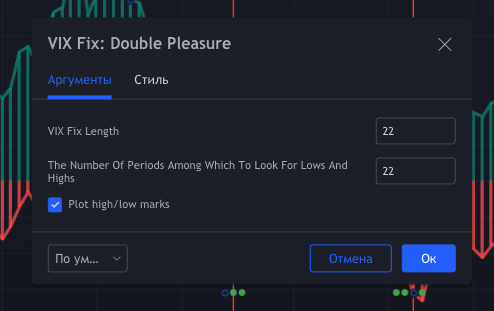 VIX Fix: Double Pleasure
Аргументы Стиль
VIX Fix Length 22
The Number Of Periods Among Which To Look For Lows And
Highs 22
Plot high/low marks
По ум... Отмена Ок